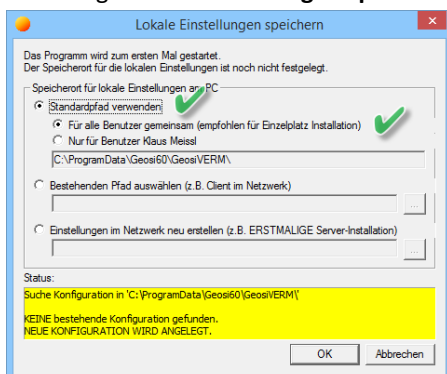 Lokale Einstellungen speichern
Das Programm wird zum ersten Mal gestartet.
Der Speicherort für die lokalen Einstellungen ist noch nicht festgelegt.
Speicherort für lokale Einstellungen am PC
Standardpfad verwenden
Für alle Benutzer gemeinsam (empfohlen für Einzelplatz Installation)
Nur für Benutzer Klaus Meissl
C:\ProgramData\Geosi60\GeosiVERM\
Bestehenden Pfad auswählen (z.B. Client im Netzwerk)
...
Einstellungen im Netzwerk neu erstellen (z.B. ERSTMALIGE Server-Installation)
...
Status:
Suche Konfiguration in 'C:\ProgramData\Geosi60\GeosiVERM\'
KEINE bestehende Konfiguration gefunden.
NEUE KONFIGURATION WIRD ANGELEGT.
OK Abbrechen